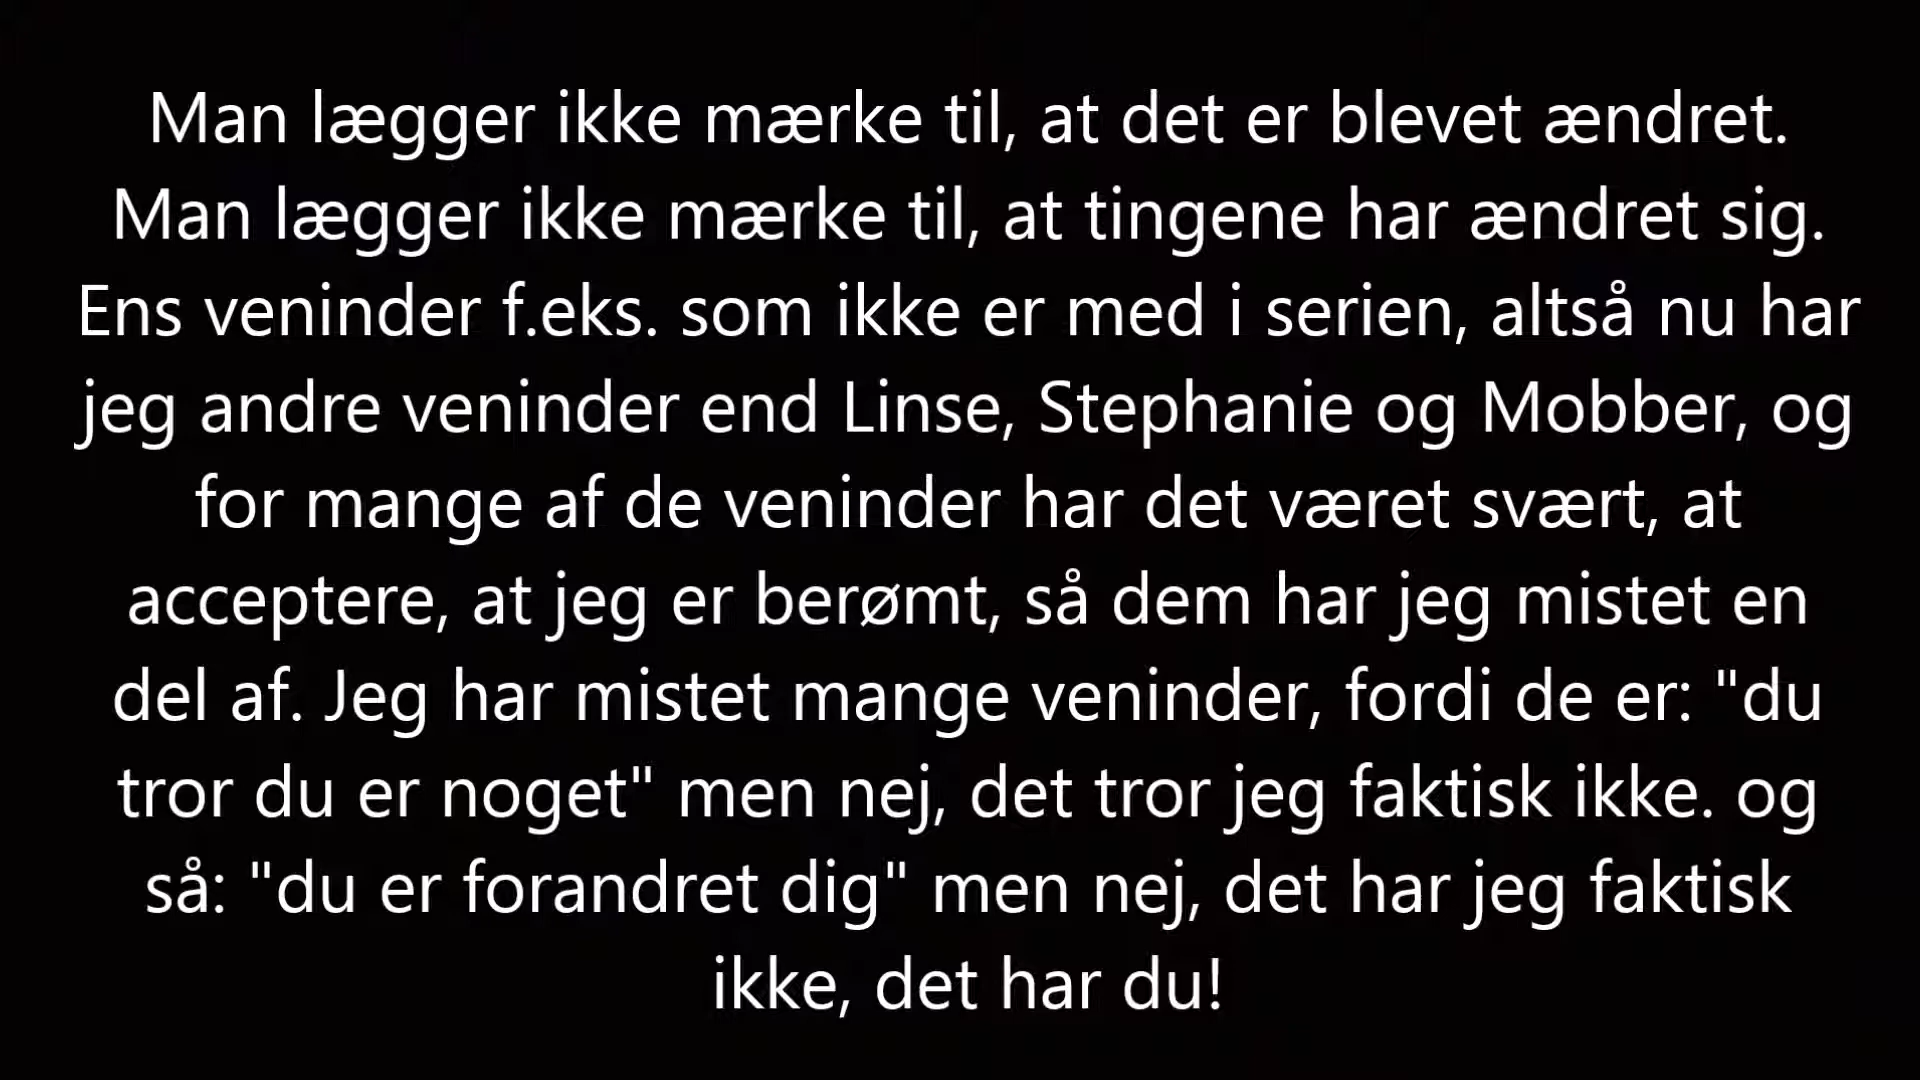 Man lægger ikke mærke til, at det er blevet ændret.
Man lægger ikke mærke til, at tingene har ændret sig.
Ens veninder f.eks. som ikke er med i serien, altså nu har
jeg andre veninder end Linse, Stephanie og Mobber, og
for mange af de veninder har det været svært, at
acceptere, at jeg er berømt, så dem har jeg mistet en
del af. Jeg har mistet mange veninder, fordi de er: "du
tror du er noget" men nej, det tror jeg faktisk ikke. og
så: "du er forandret dig" men nej, det har jeg faktisk
ikke, det har du!